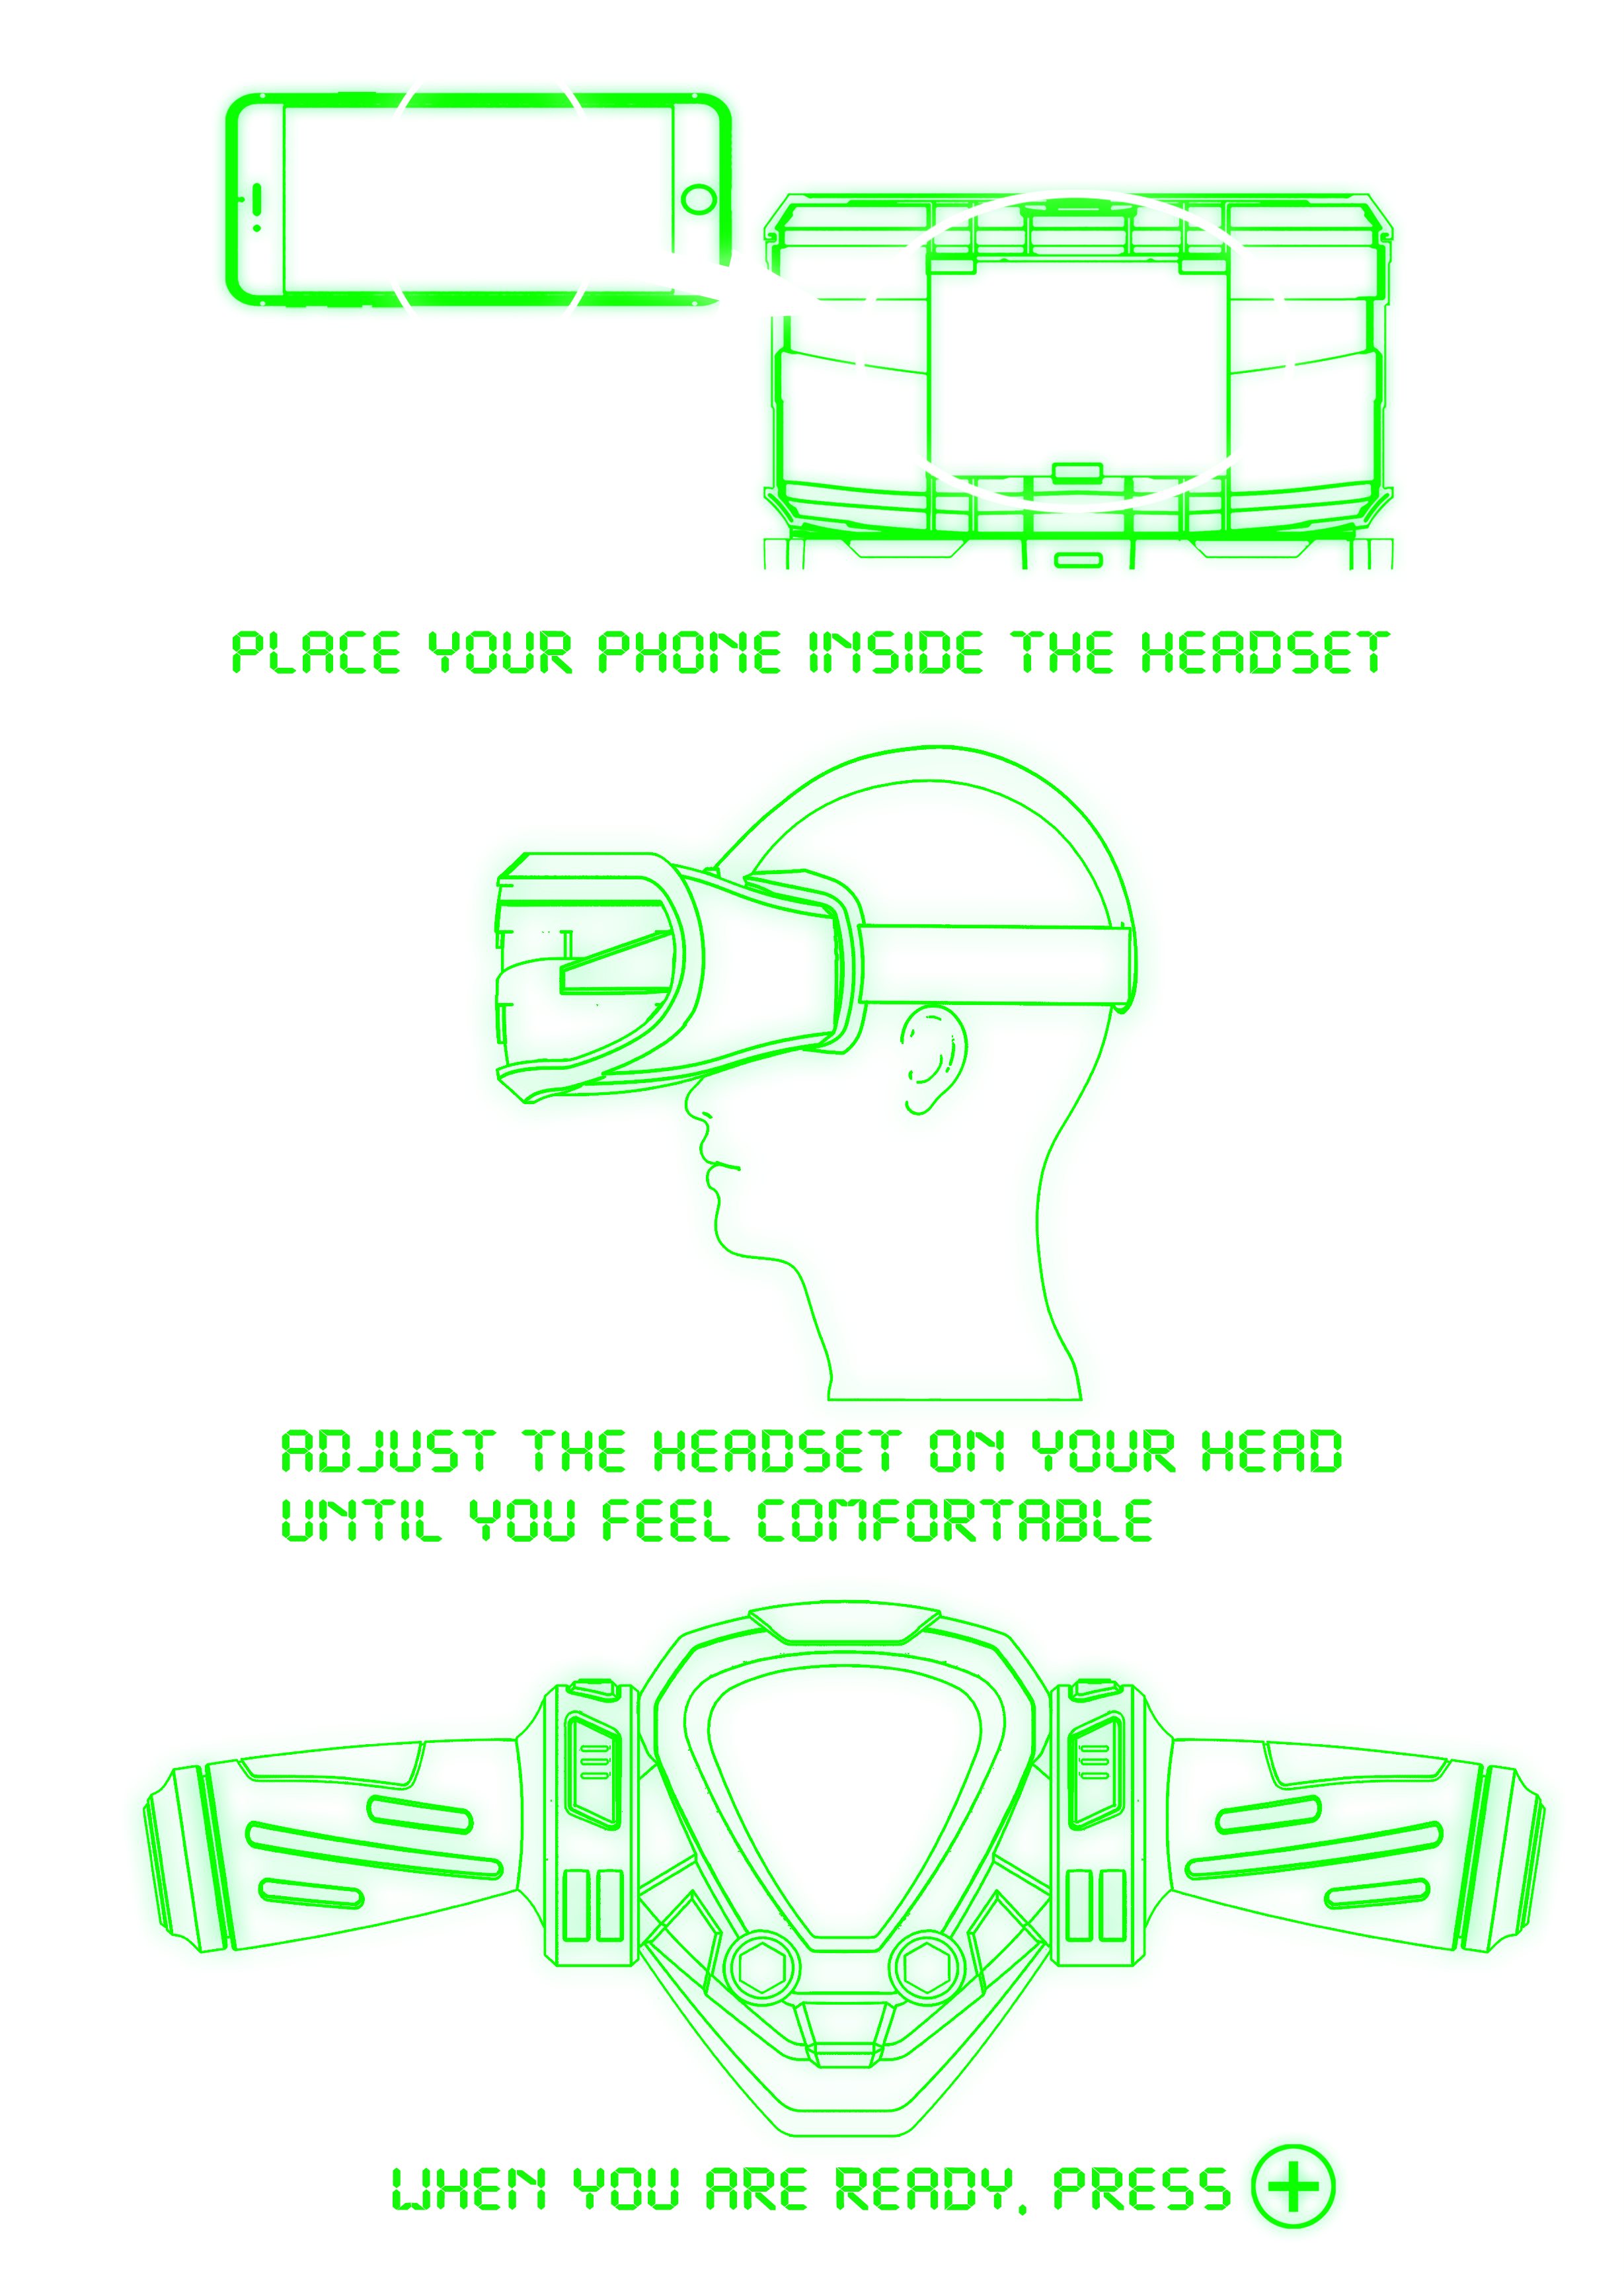 PLACE YOUR PHONE INSIDE THE HEADSET
ADJUST THE HEADSET ON YOUR HEAD
UNTIL YOU FEEL COMFORTABLE
WHEN YOU ARE READY, PRESS +